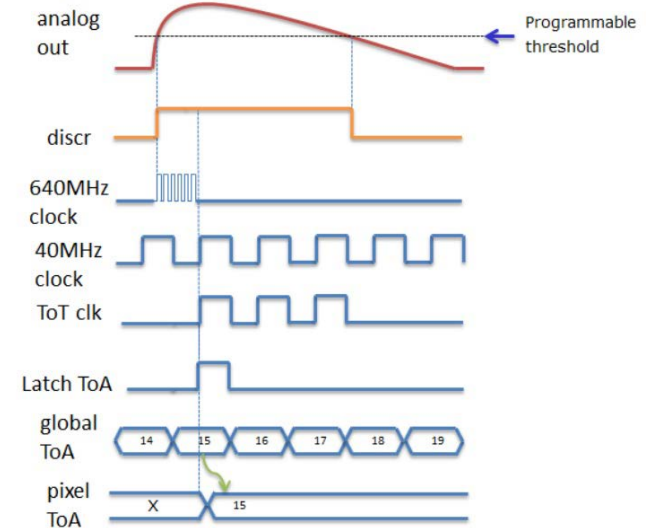 analog
out
Programmable
threshold
discr
640MHz
clock
40MHz
clock
ToT clk
Latch ToA
global
ToA
14 15 16 17 18 19
pixel
ToA
X 15